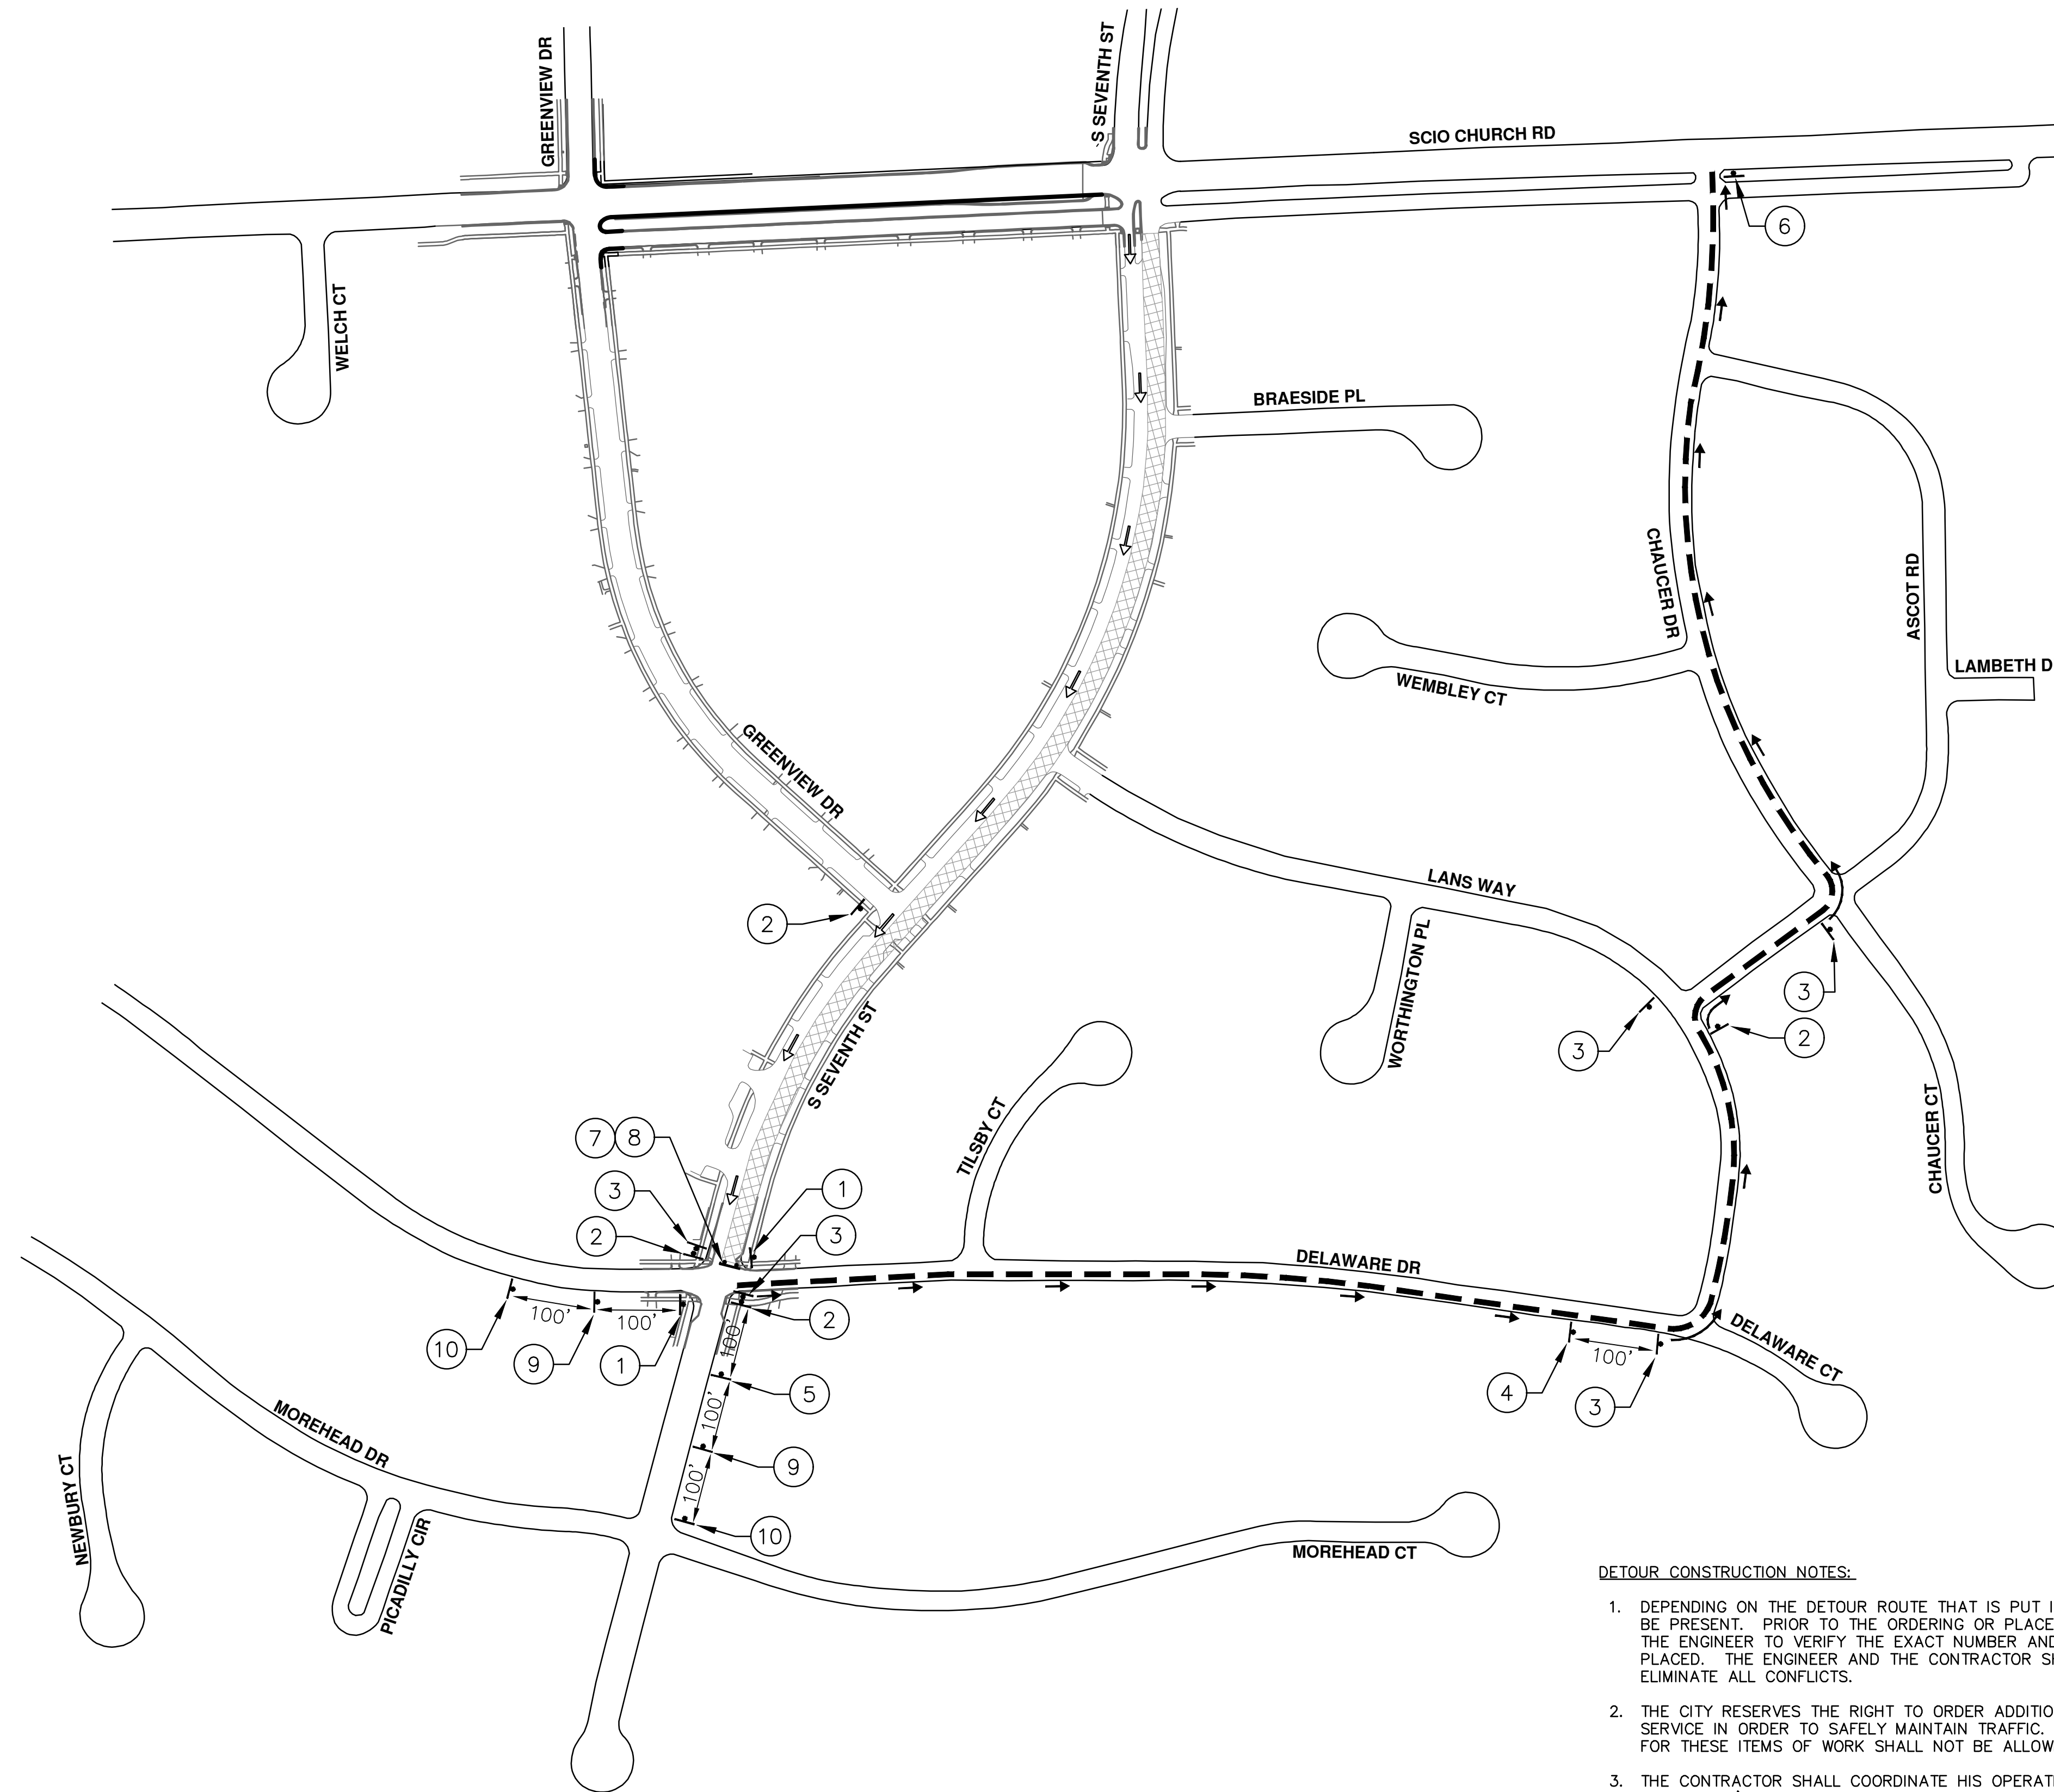 GREENVIEW DR
S SEVENTH ST
SCIO CHURCH RD
6
WELCH CT
BRAESIDE PL
CHAUCER DR
ASCOT RD
LAMBETH D
WEMBLEY CT
GREENVIEW DR
LANS WAY
2
WORTHINGTON PL
3
3
2
S SEVENTH ST
TILSBY CT
CHAUCER CT
7
8
3
1
2
3
DELAWARE DR
100'
100'
2
10
9
1
100'
5
100'
9
100'
10
4
100'
3
DELAWARE CT
MOREHEAD DR
NEWBURY CT
PICADILLY CIR
MOREHEAD CT
DETOUR CONSTRUCTION NOTES:
1. DEPENDING ON THE DETOUR ROUTE THAT IS PUT I
BE PRESENT. PRIOR TO THE ORDERING OR PLACE
THE ENGINEER TO VERIFY THE EXACT NUMBER AND
PLACED. THE ENGINEER AND THE CONTRACTOR SH
ELIMINATE ALL CONFLICTS.
2. THE CITY RESERVES THE RIGHT TO ORDER ADDITIO
SERVICE IN ORDER TO SAFELY MAINTAIN TRAFFIC.
FOR THESE ITEMS OF WORK SHALL NOT BE ALLOW
3. THE CONTRACTOR SHALL COORDINATE HIS OPERAT